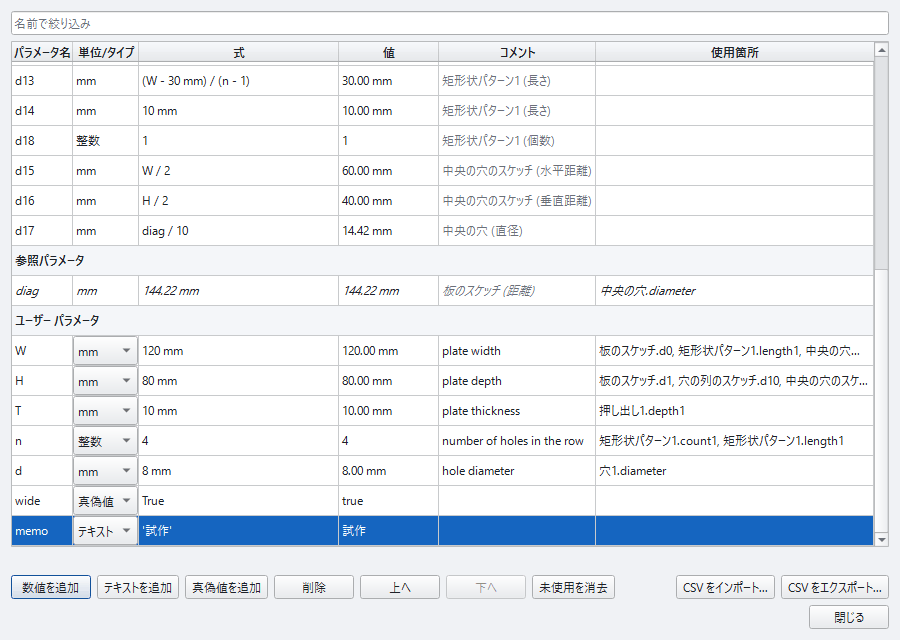 名前で絞り込み
パラメータ名 単位/タイプ 式 値 コメント 使用箇所
d13 mm (W - 30 mm) / (n - 1) 30.00 mm 矩形状パターン1 (長さ)
d14 mm 10 mm 10.00 mm 矩形状パターン1 (長さ)
d18 整数 1 1 矩形状パターン1 (個数)
d15 mm W / 2 60.00 mm 中央の穴のスケッチ (水平距離)
d16 mm H / 2 40.00 mm 中央の穴のスケッチ (垂直距離)
d17 mm diag / 10 14.42 mm 中央の穴 (直径)
参照パラメータ
diag mm 144.22 mm 144.22 mm 板のスケッチ (距離) 中央の穴.diameter
ユーザー パラメータ
W mm 120 mm 120.00 mm plate width 板のスケッチ.d0, 矩形状パターン1.length1, 中央の穴...
H mm 80 mm 80.00 mm plate depth 板のスケッチ.d1, 穴の列のスケッチ.d10, 中央の穴のスケ...
T mm 10 mm 10.00 mm plate thickness 押し出し1.depth1
n 整数 4 4 number of holes in the row 矩形状パターン1.count1, 矩形状パターン1.length1
d mm 8 mm 8.00 mm hole diameter 穴1.diameter
wide 真偽値 True true
memo テキスト '試作' 試作
数値を追加 テキストを追加 真偽値を追加 削除 上へ 下へ 未使用を消去 CSV をインポート... CSV をエクスポート...
閉じる